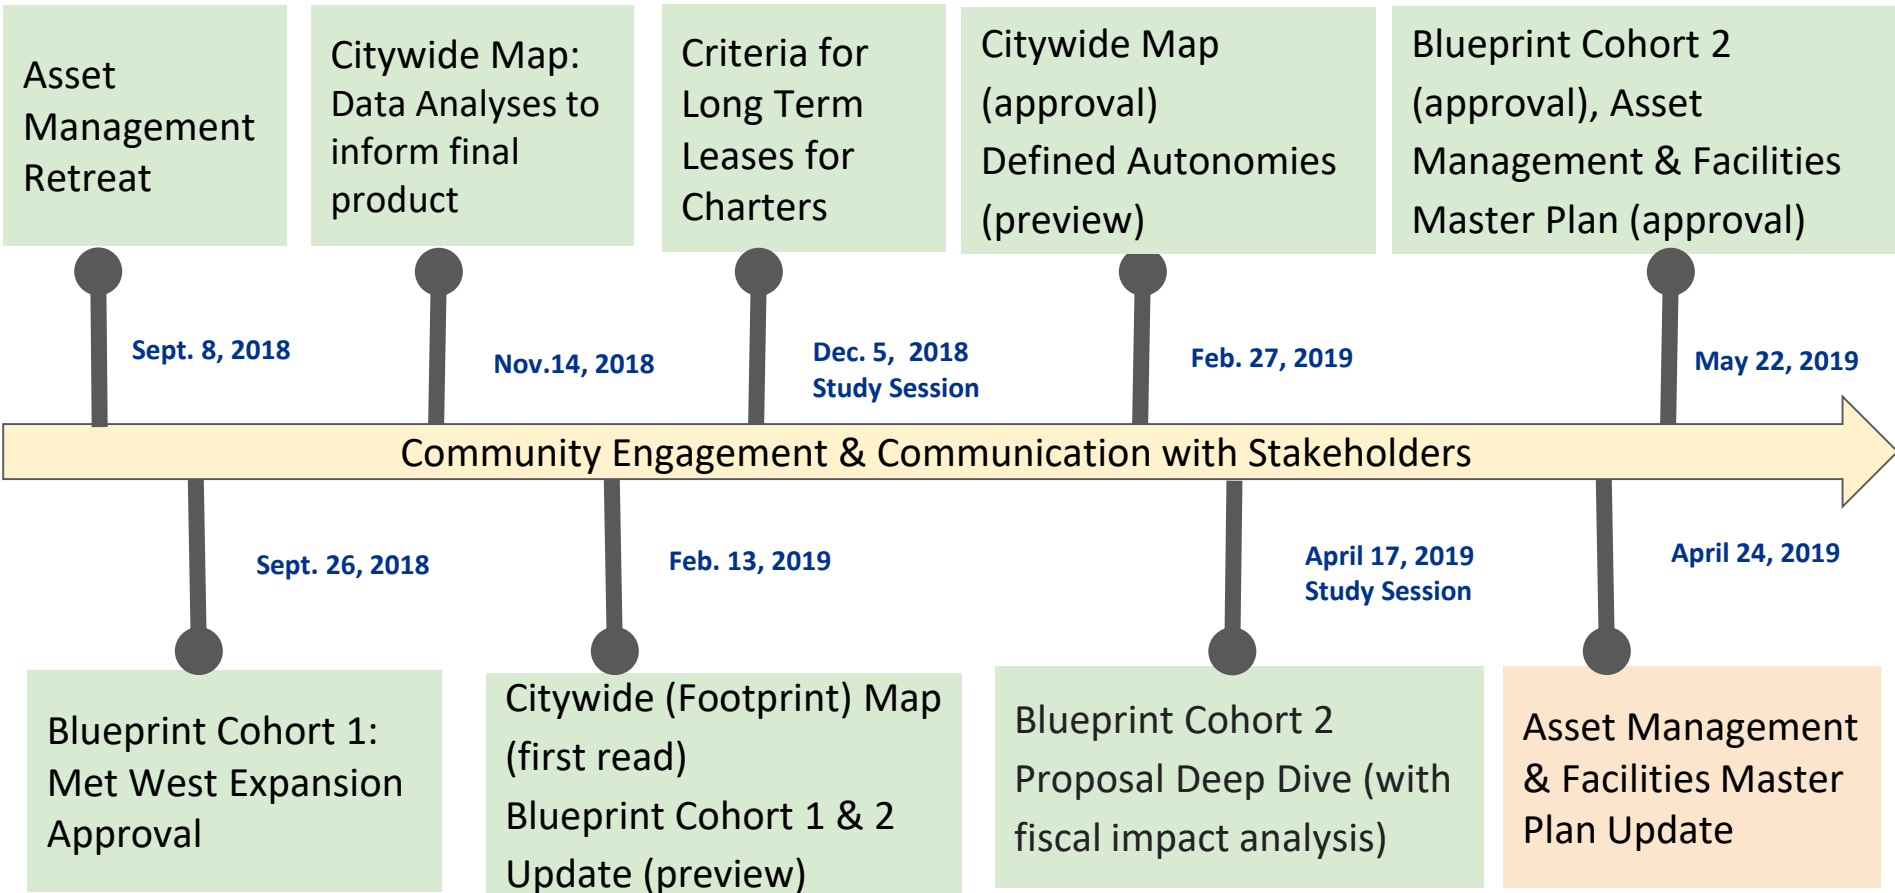 Asset
Management
Retreat
Citywide Map:
Data Analyses to
inform final
product
Criteria for
Long Term
Leases for
Charters
Citywide Map
(approval)
Defined Autonomies
(preview)
Blueprint Cohort 2
(approval), Asset
Management & Facilities
Master Plan (approval)
Sept. 8, 2018
Nov.14, 2018
Dec. 5,  2018
Study Session
Feb. 27, 2019
May 22, 2019
Community Engagement & Communication with Stakeholders
Sept. 26, 2018
Feb. 13, 2019
April 17, 2019
Study Session
April 24, 2019
Blueprint Cohort 1:
Met West Expansion
Approval
Citywide (Footprint) Map
(first read)
Blueprint Cohort 1 & 2
Update (preview)
Blueprint Cohort 2
Proposal Deep Dive (with
fiscal impact analysis)
Asset Management
& Facilities Master
Plan Update